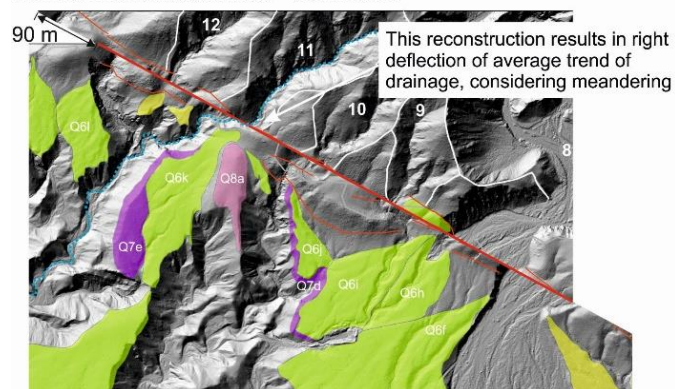 90 m
12
11
10
9
8
This reconstruction results in right
deflection of average trend of
drainage, considering meandering
Q6l
Q6k
Q8a
Q7e
Q6j
Q7d
Q6i
Q6h
Q6f